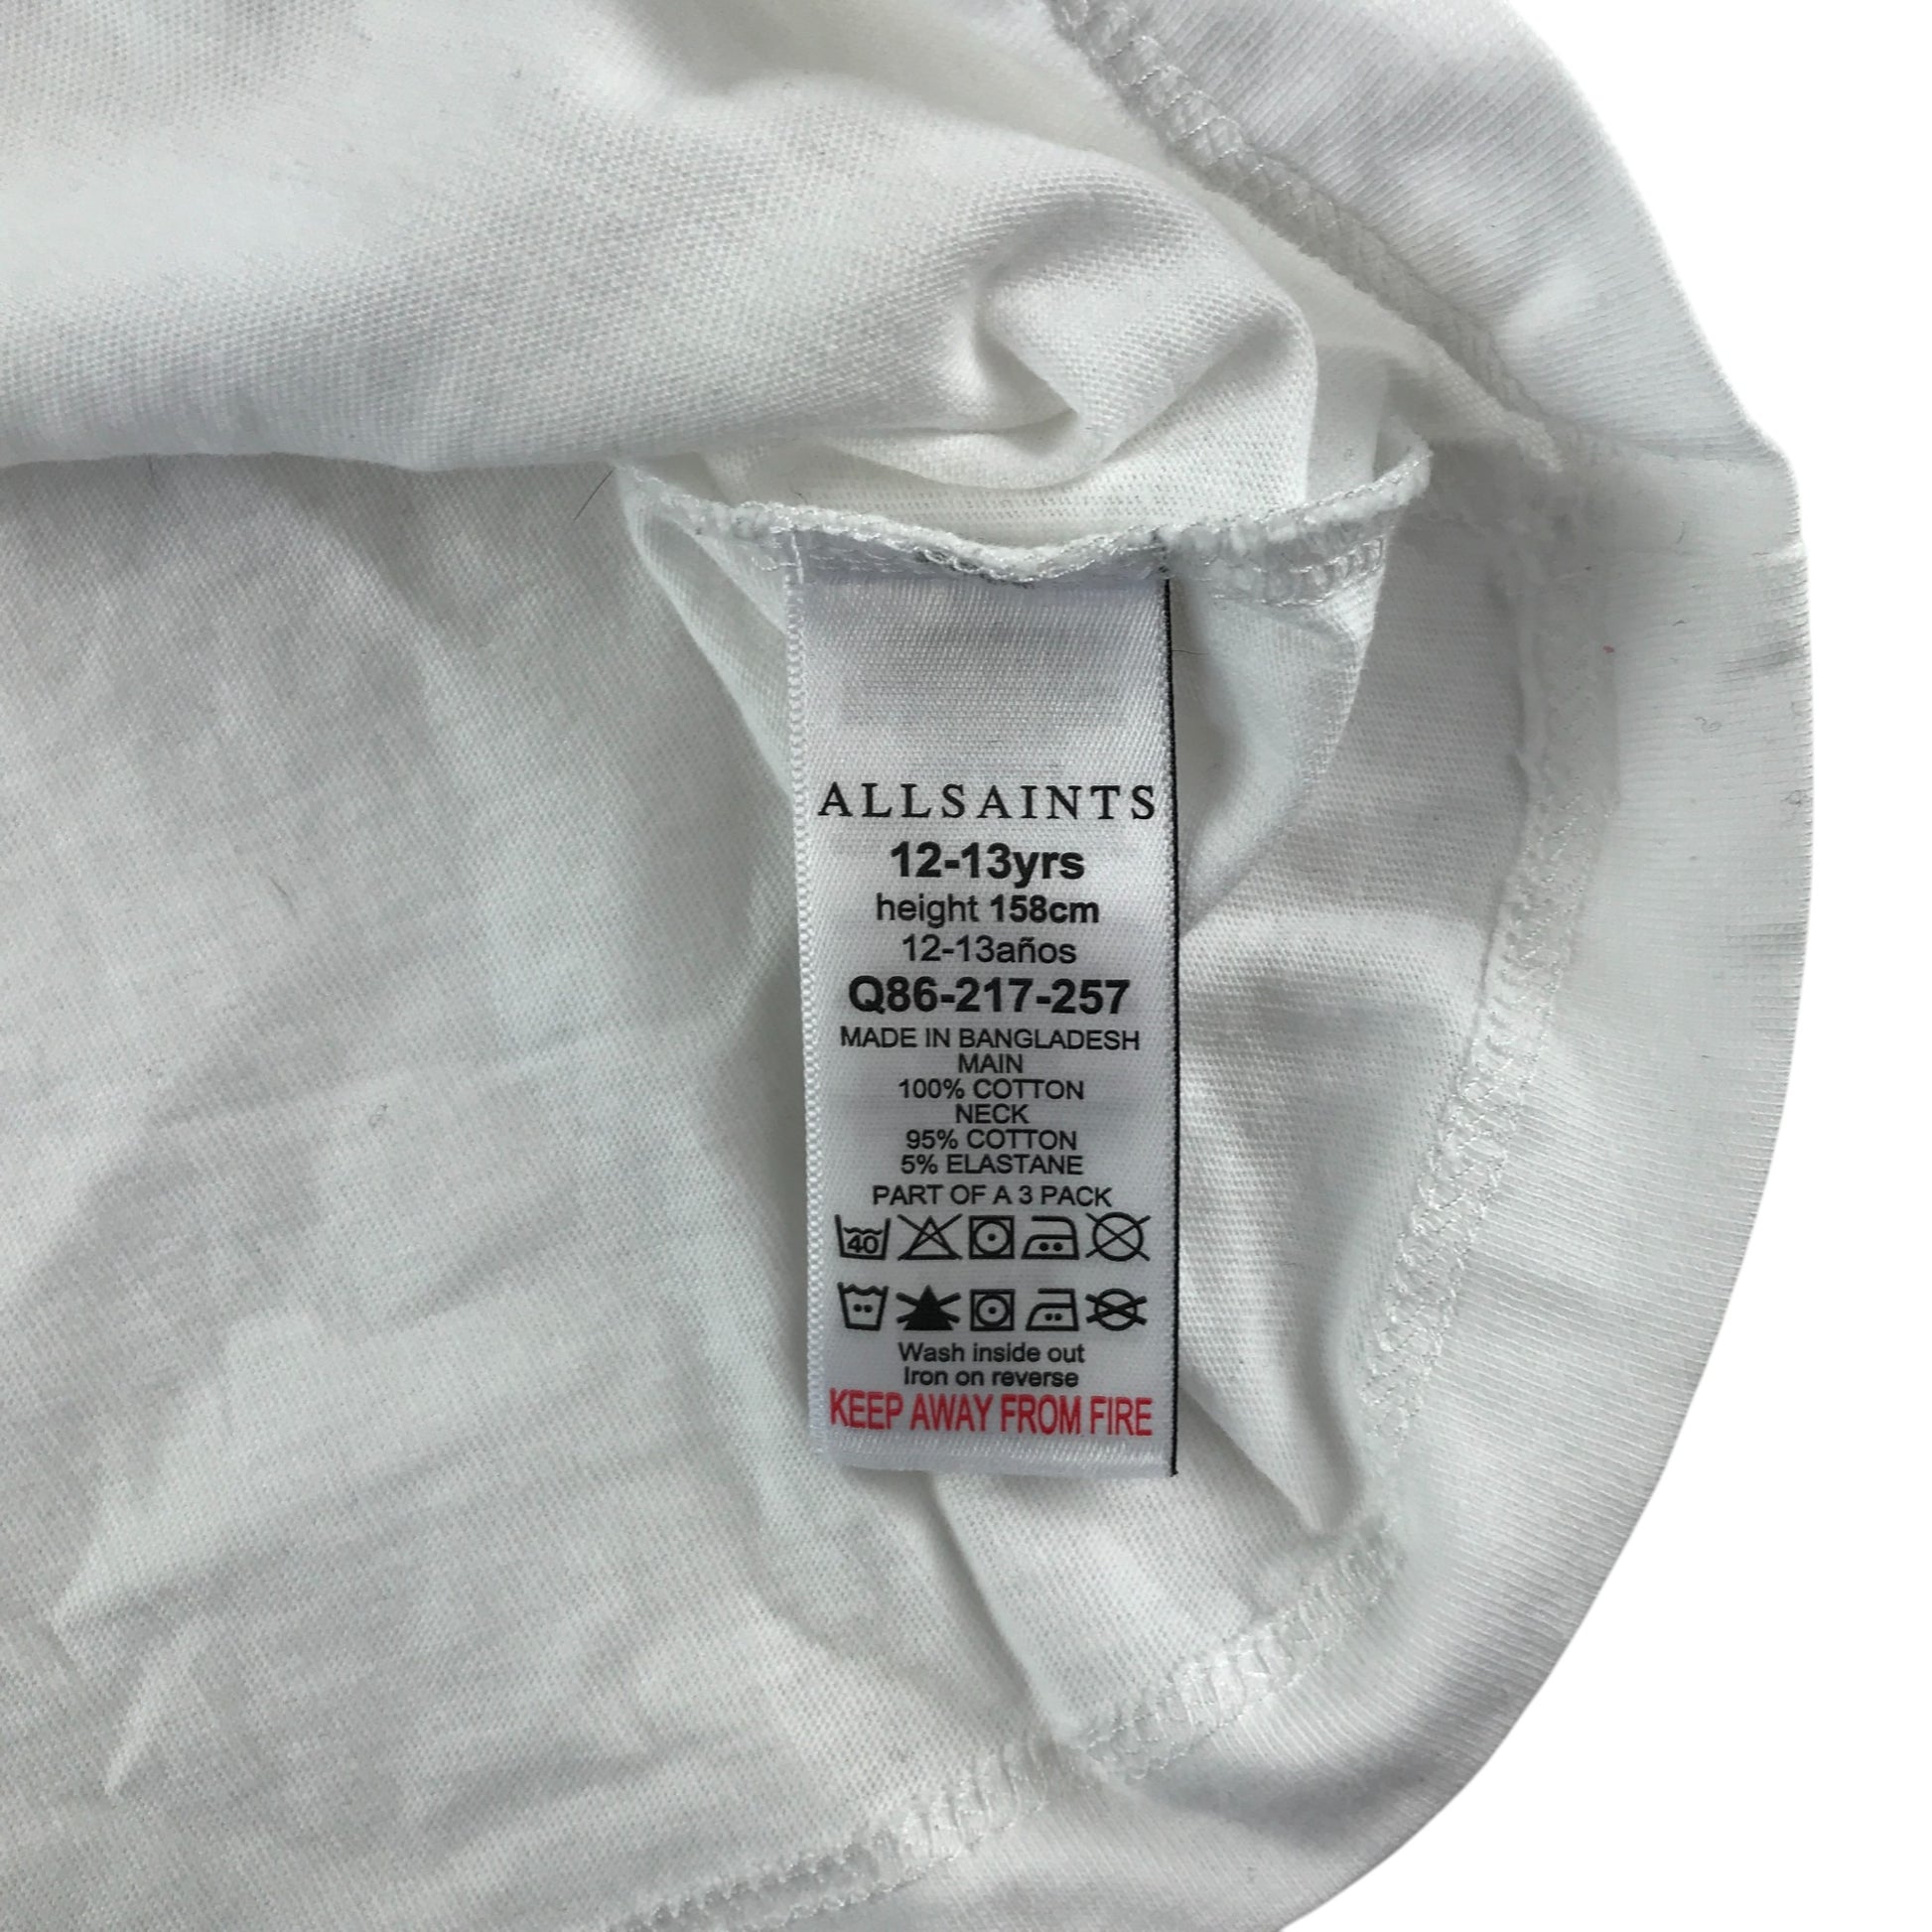 ALLSAINTS
12-13yrs
height 158cm
12-13años
Q86-217-257
MADE IN BANGLADESH
MAIN
100% COTTON
NECK
95% COTTON
5% ELASTANE
PART OF A 3 PACK
40
Wash inside out
Iron on reverse
KEEP AWAY FROM FIRE